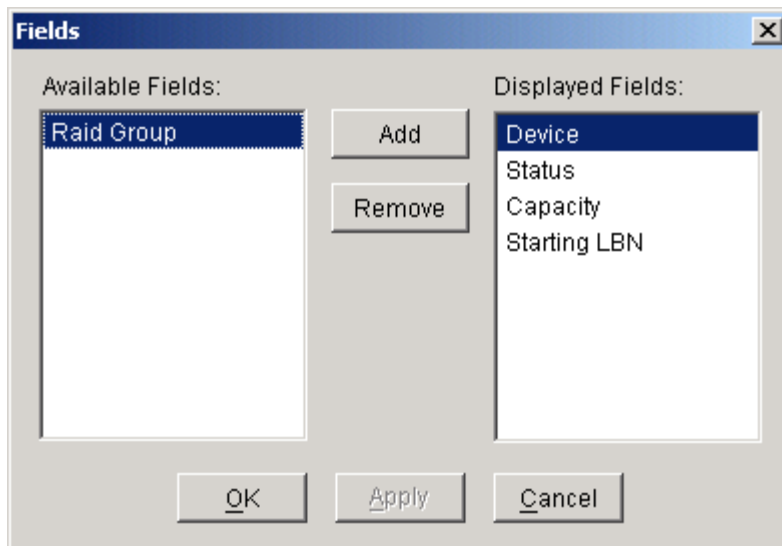 Fields
Available Fields:
Displayed Fields:
Raid Group
Add
Remove
Device
Status
Capacity
Starting LBN
OK
Apply
Cancel